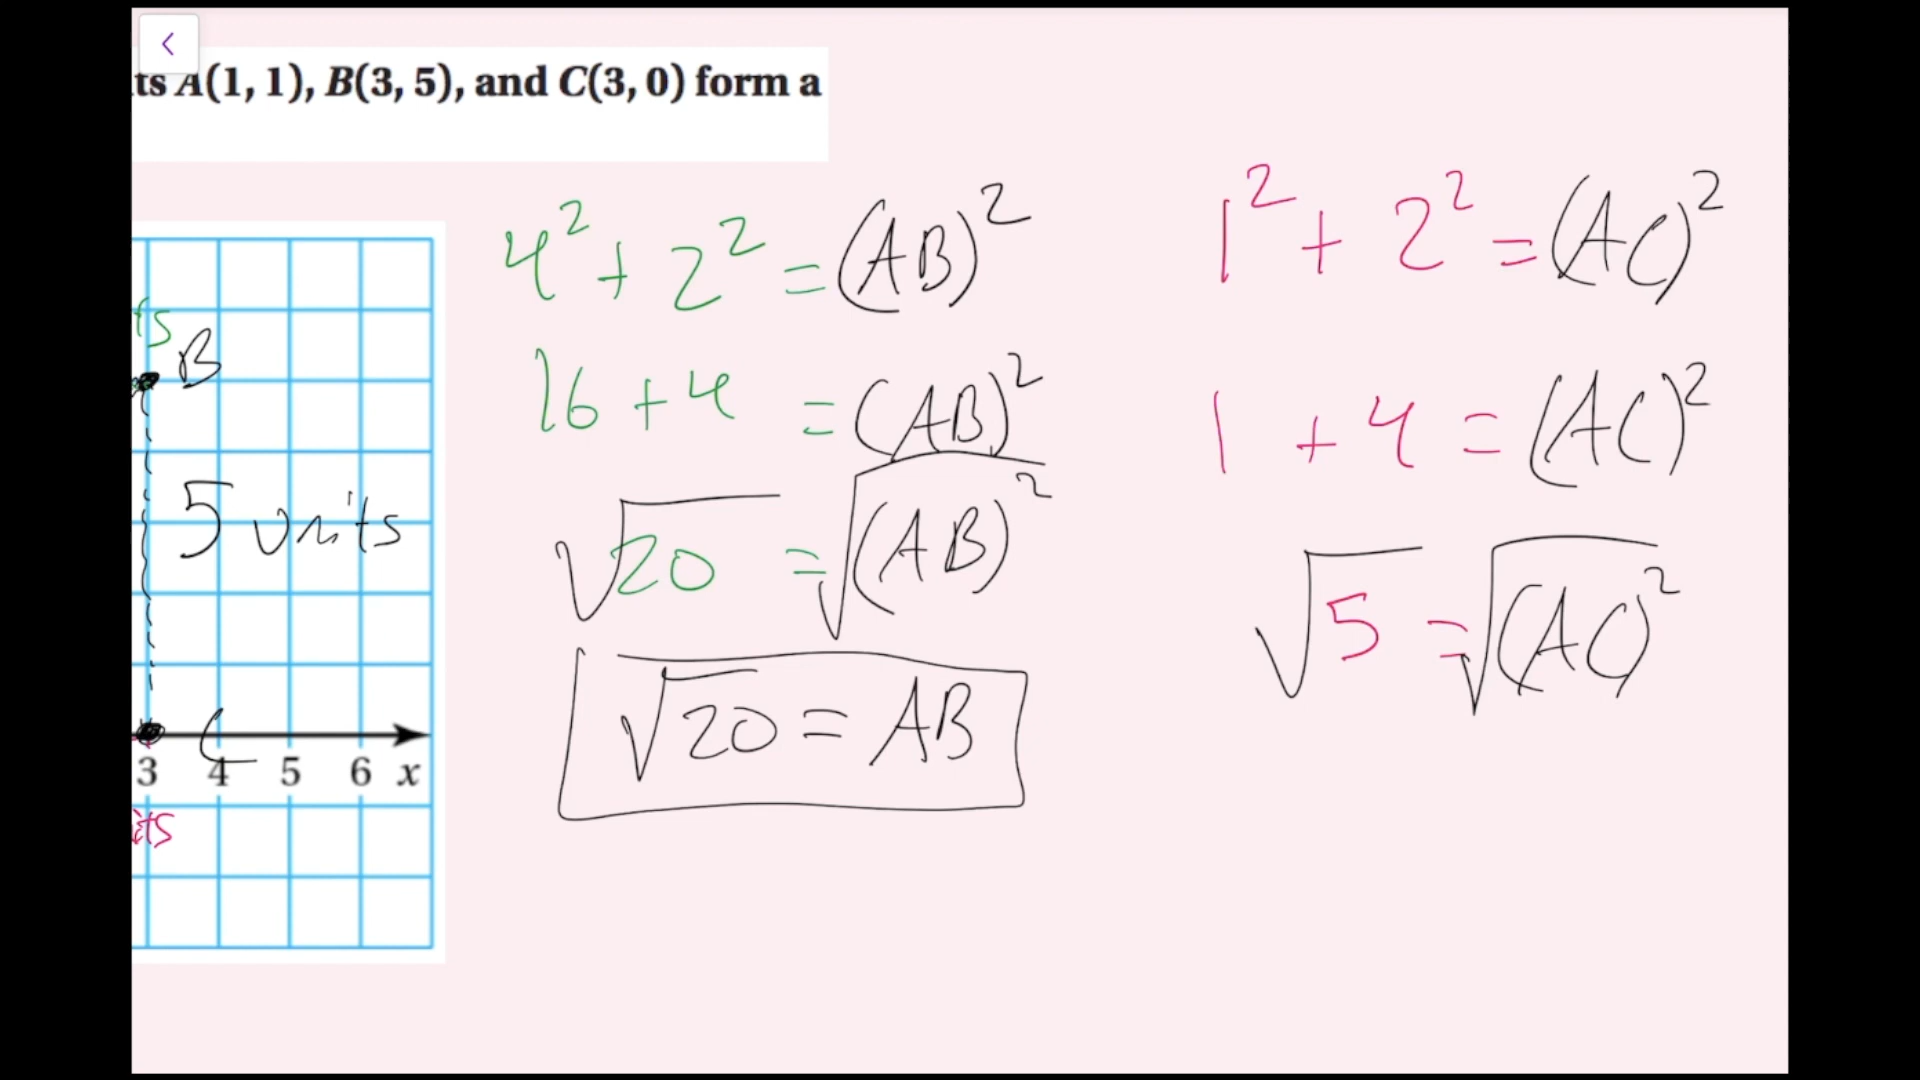 ts A(1, 1), B(3, 5), and C(3, 0) form a
4² + 2² = (AB)²
16 + 4 = (AB)²
√20 = √(AB)²
√20 = AB
1² + 2² = (AC)²
1 + 4 = (AC)²
√5 = √(AC)²
ts
B
5 units
C
3 4 5 6 x
its